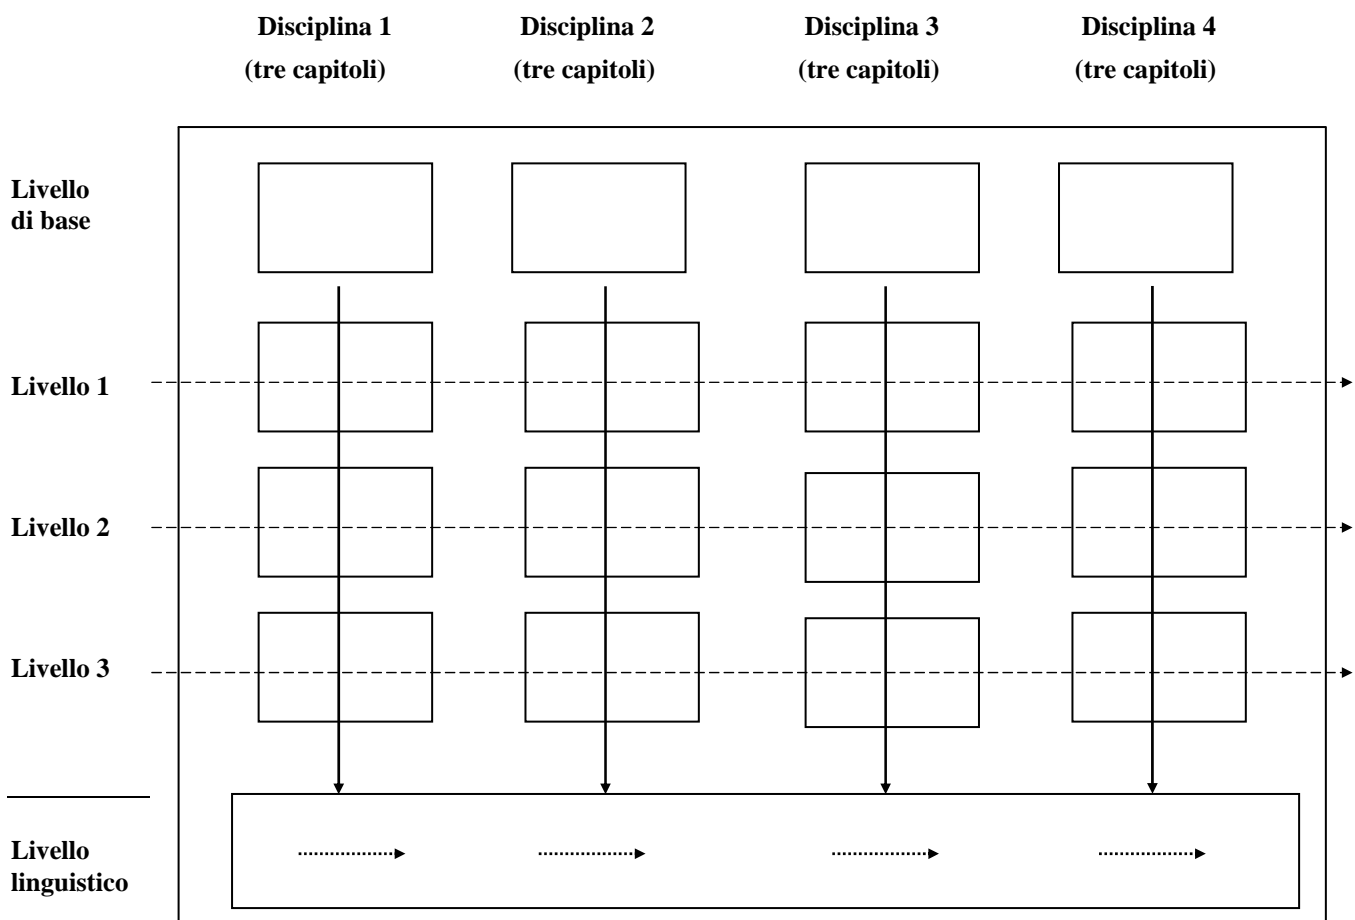 Disciplina 1 Disciplina 2 Disciplina 3 Disciplina 4
(tre capitoli) (tre capitoli) (tre capitoli) (tre capitoli)
Livello
di base
Livello 1
Livello 2
Livello 3
Livello
linguistico